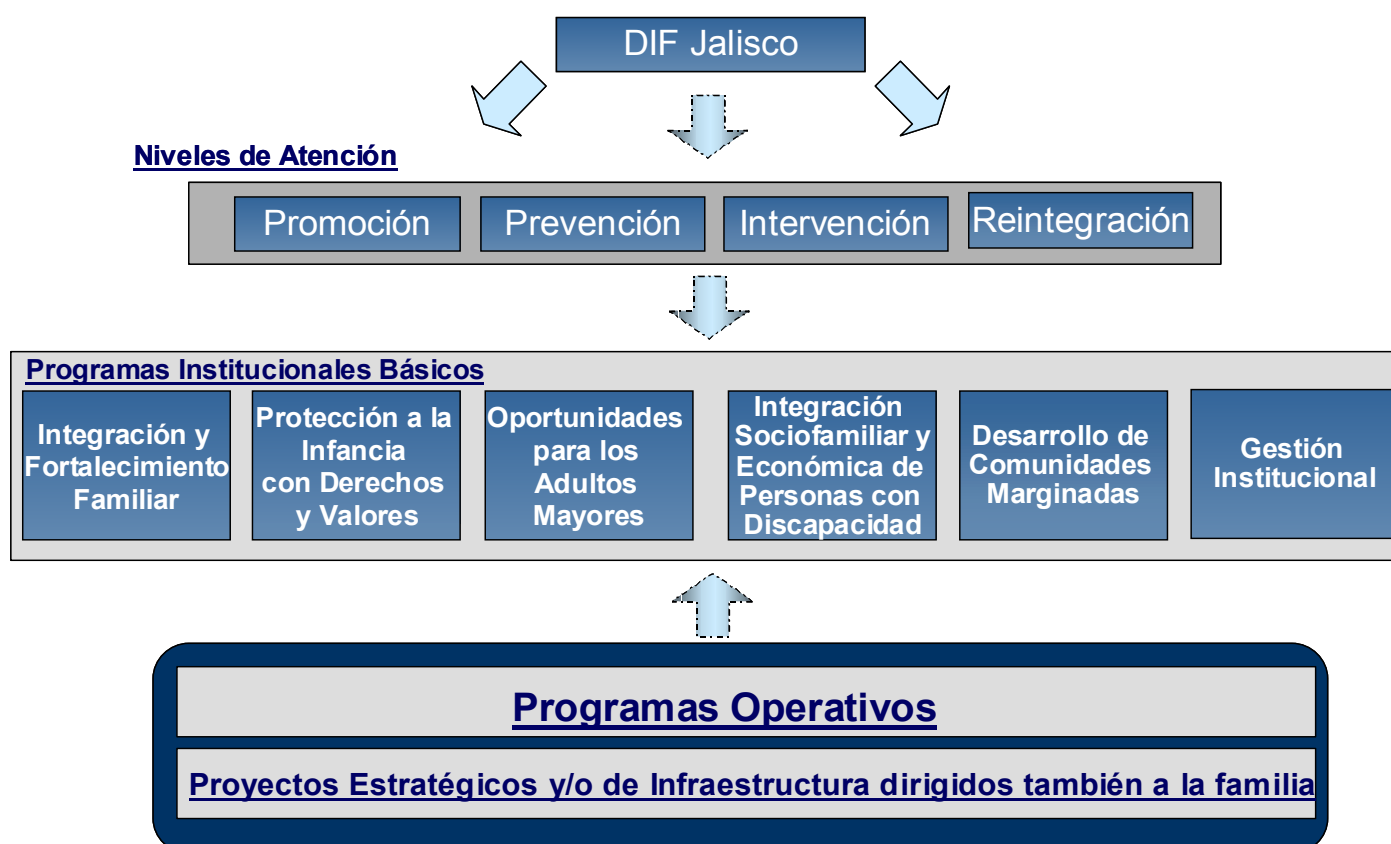 DIF Jalisco
Niveles de Atención
Promoción
Prevención
Intervención
Reintegración
Programas Institucionales Básicos
Integración y
Fortalecimiento
Familiar
Protección a la
Infancia
con Derechos
y Valores
Oportunidades
para los
Adultos
Mayores
Integración
Sociofamiliar y
Económica de
Personas con
Discapacidad
Desarrollo de
Comunidades
Marginadas
Gestión
Institucional
Programas Operativos
Proyectos Estratégicos y/o de Infraestructura dirigidos también a la familia